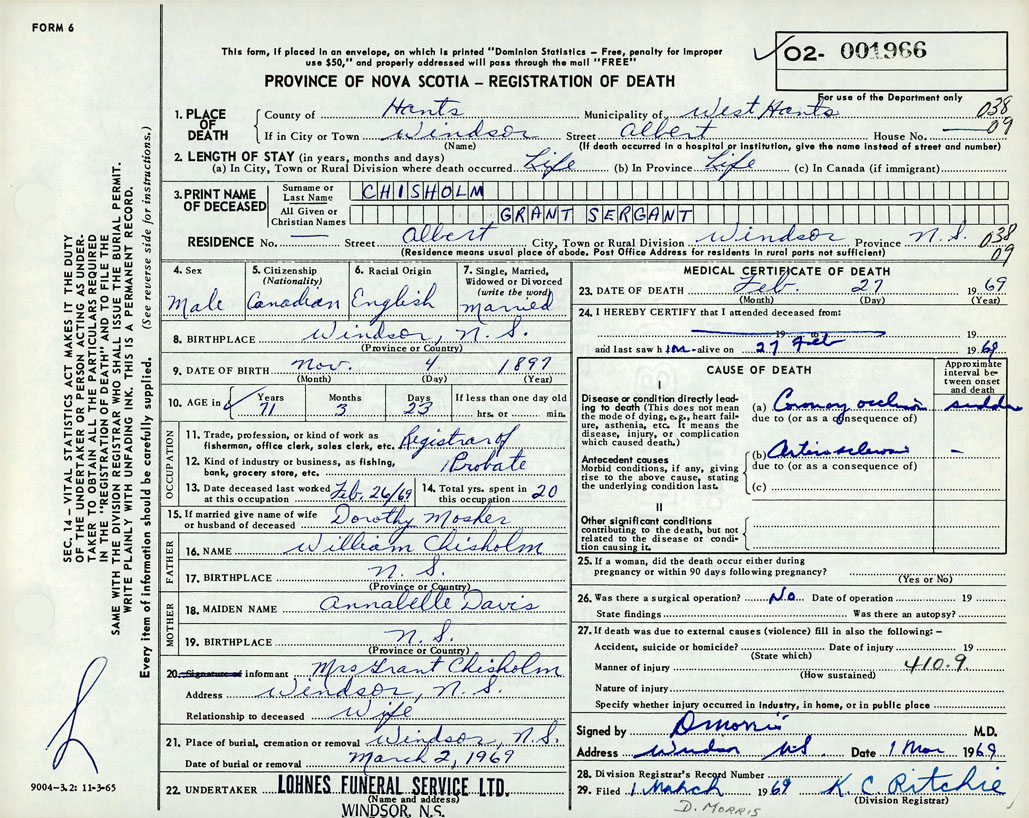 FORM 6
This form, if placed in an envelope, on which is printed "Dominion Statistics – Free, penalty for improper
use $50," and properly addressed will pass through the mail "FREE"
PROVINCE OF NOVA SCOTIA – REGISTRATION OF DEATH
02- 001966
For use of the Department only
1. PLACE OF DEATH County of Hants Municipality of West Hants 038
If in City or Town Windsor Street Albert House No. — 09
(Name) (If death occurred in a hospital or institution, give the name instead of street and number)
2. LENGTH OF STAY (in years, months and days)
(a) In City, Town or Rural Division where death occurred Life (b) In Province Life (c) In Canada (if immigrant)
3. PRINT NAME OF DECEASED Surname or Last Name CHISHOLM
All Given or Christian Names GRANT SERGANT
RESIDENCE No. — Street Albert City, Town or Rural Division Windsor Province N.S. 038
(Residence means usual place of abode. Post Office Address for residents in rural parts not sufficient) 09
4. Sex Male
5. Citizenship (Nationality) Canadian
6. Racial Origin English
7. Single, Married, Widowed or Divorced (write the word) Married
8. BIRTHPLACE Windsor, N.S.
(Province or Country)
9. DATE OF BIRTH Nov. 4 1897
(Month) (Day) (Year)
10. AGE in Years Months Days If less than one day old
71 3 23 hrs. or min.
OCCUPATION
11. Trade, profession, or kind of work as fisherman, office clerk, sales clerk, etc. Registrar of
12. Kind of industry or business, as fishing, bank, grocery store, etc. Probate
13. Date deceased last worked at this occupation Feb. 26/69 14. Total yrs. spent in this occupation 20
15. If married give name of wife or husband of deceased Dorothy Mosher
FATHER
16. NAME William Chisholm
17. BIRTHPLACE N.S.
(Province or Country)
MOTHER
18. MAIDEN NAME Annabelle Davis
19. BIRTHPLACE N.S.
(Province or Country)
20. Signature of informant Mrs Grant Chisholm
Address Windsor, N.S.
Relationship to deceased Wife
21. Place of burial, cremation or removal Windsor, N.S.
Date of burial or removal March 2, 1969
22. UNDERTAKER LOHNES FUNERAL SERVICE LTD.
(Name and address)
WINDSOR, N.S.
MEDICAL CERTIFICATE OF DEATH
23. DATE OF DEATH Feb. 27 1969
(Month) (Day) (Year)
24. I HEREBY CERTIFY that I attended deceased from:
19 to 19
and last saw him alive on 27 Feb 1969
CAUSE OF DEATH
Approximate interval between onset and death
I
Disease or condition directly leading to death (This does not mean the mode of dying, e.g., heart failure, asthenia, etc. It means the disease, injury, or complication which caused death.)
(a) Coronary occlusion sudden
due to (or as a consequence of)
Antecedent causes
Morbid conditions, if any, giving rise to the above cause, stating the underlying condition last.
(b) Arteriosclerosis –
due to (or as a consequence of)
(c)
II
Other significant conditions
contributing to the death, but not related to the disease or condition causing it.
25. If a woman, did the death occur either during pregnancy or within 90 days following pregnancy?
(Yes or No)
26. Was there a surgical operation? No Date of operation 19
State findings Was there an autopsy?
27. If death was due to external causes (violence) fill in also the following: –
Accident, suicide or homicide? Date of injury 19
(State which)
Manner of injury 410.9
(How sustained)
Nature of injury
Specify whether injury occurred in industry, in home, or in public place
Signed by D Morris M.D.
Address Windsor NS Date 1 Mar 1969
28. Division Registrar's Record Number
29. Filed 1 March 1969 K. C. Ritchie
(Division Registrar)
D. MORRIS
SEC. 14 – VITAL STATISTICS ACT MAKES IT THE DUTY
OF THE UNDERTAKER OR PERSON ACTING AS UNDER-
TAKER TO OBTAIN ALL THE PARTICULARS REQUIRED
IN THE "REGISTRATION OF DEATH" AND TO FILE THE
SAME WITH THE DIVISION REGISTRAR WHO SHALL ISSUE THE BURIAL PERMIT.
WRITE PLAINLY WITH UNFADING INK. THIS IS A PERMANENT RECORD.
Every item of information should be carefully supplied. (See reverse side for instructions.)
9004-3.2: 11-3-65